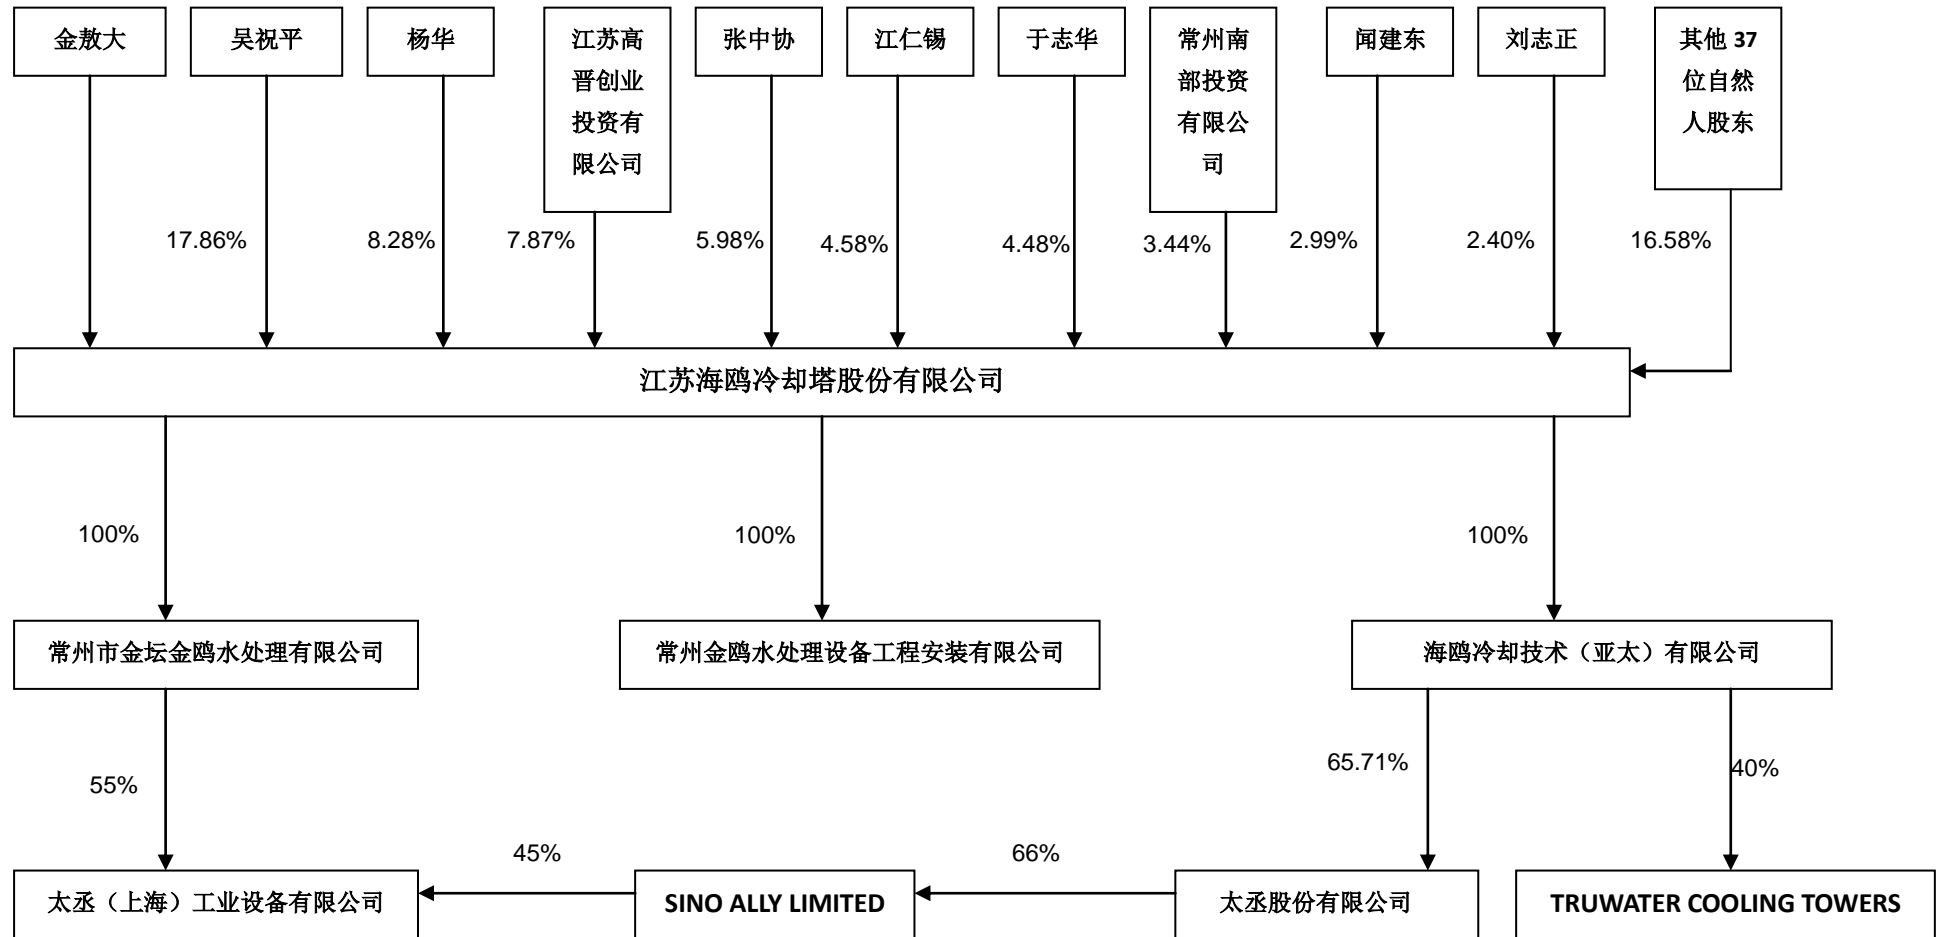 金敖大
吴祝平
杨华
江苏高
晋创业
投资有
限公司
张中协
江仁锡
于志华
常州南
部投资
有限公
司
闻建东
刘志正
其他 37
位自然
人股东
17.86%
8.28%
7.87%
5.98%
4.58%
4.48%
3.44%
2.99%
2.40%
16.58%
江苏海鸥冷却塔股份有限公司
100%
100%
100%
常州市金坛金鸥水处理有限公司
常州金鸥水处理设备工程安装有限公司
海鸥冷却技术（亚太）有限公司
55%
65.71%
40%
45%
66%
太丞（上海）工业设备有限公司
SINO ALLY LIMITED
太丞股份有限公司
TRUWATER COOLING TOWERS